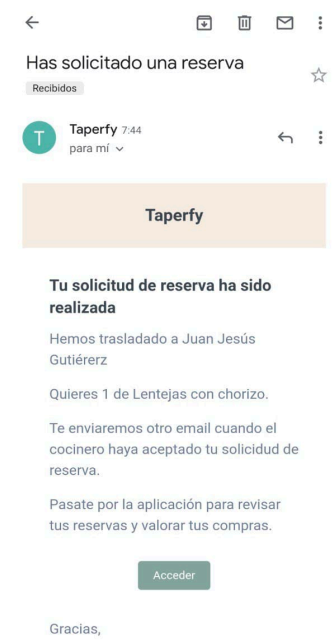 Has solicitado una reserva
Recibidos
T
Taperfy 7:44
para mí
Taperfy
Tu solicitud de reserva ha sido
realizada
Hemos trasladado a Juan Jesús
Gutiérerz
Quieres 1 de Lentejas con chorizo.
Te enviaremos otro email cuando el
cocinero haya aceptado tu solicidud de
reserva.
Pasate por la aplicación para revisar
tus reservas y valorar tus compras.
Acceder
Gracias,